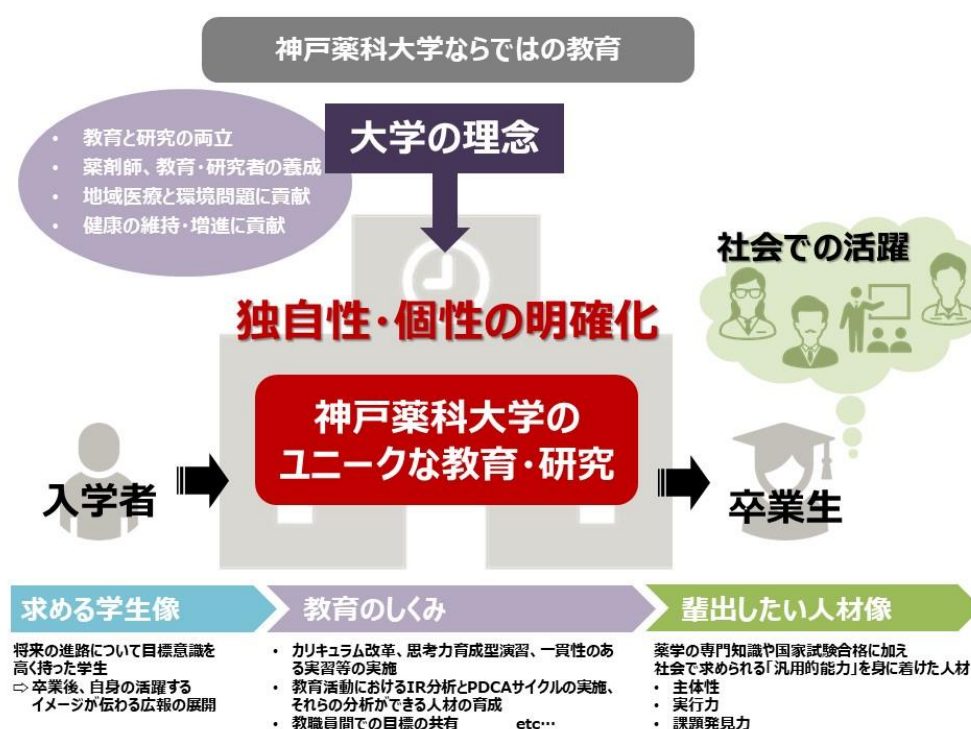 神戸薬科大学ならではの教育
• 教育と研究の両立
• 薬剤師、教育・研究者の養成
• 地域医療と環境問題に貢献
• 健康の維持・増進に貢献
大学の理念
社会での活躍
独自性・個性の明確化
神戸薬科大学の
ユニークな教育・研究
入学者
卒業生
求める学生像
将来の進路について目標意識を
高く持った学生
⇨ 卒業後、自身の活躍する
イメージが伝わる広報の展開
教育のしくみ
• カリキュラム改革、思考力育成型演習、一貫性のあ
る実習等の実施
• 教育活動におけるIR分析とPDCAサイクルの実施、
それらの分析ができる人材の育成
• 教職員間での目標の共有 etc…
輩出したい人材像
薬学の専門知識や国家試験合格に加え
社会で求められる「汎用的能力」を身に着けた人材
• 主体性
• 実行力
• 課題発見力